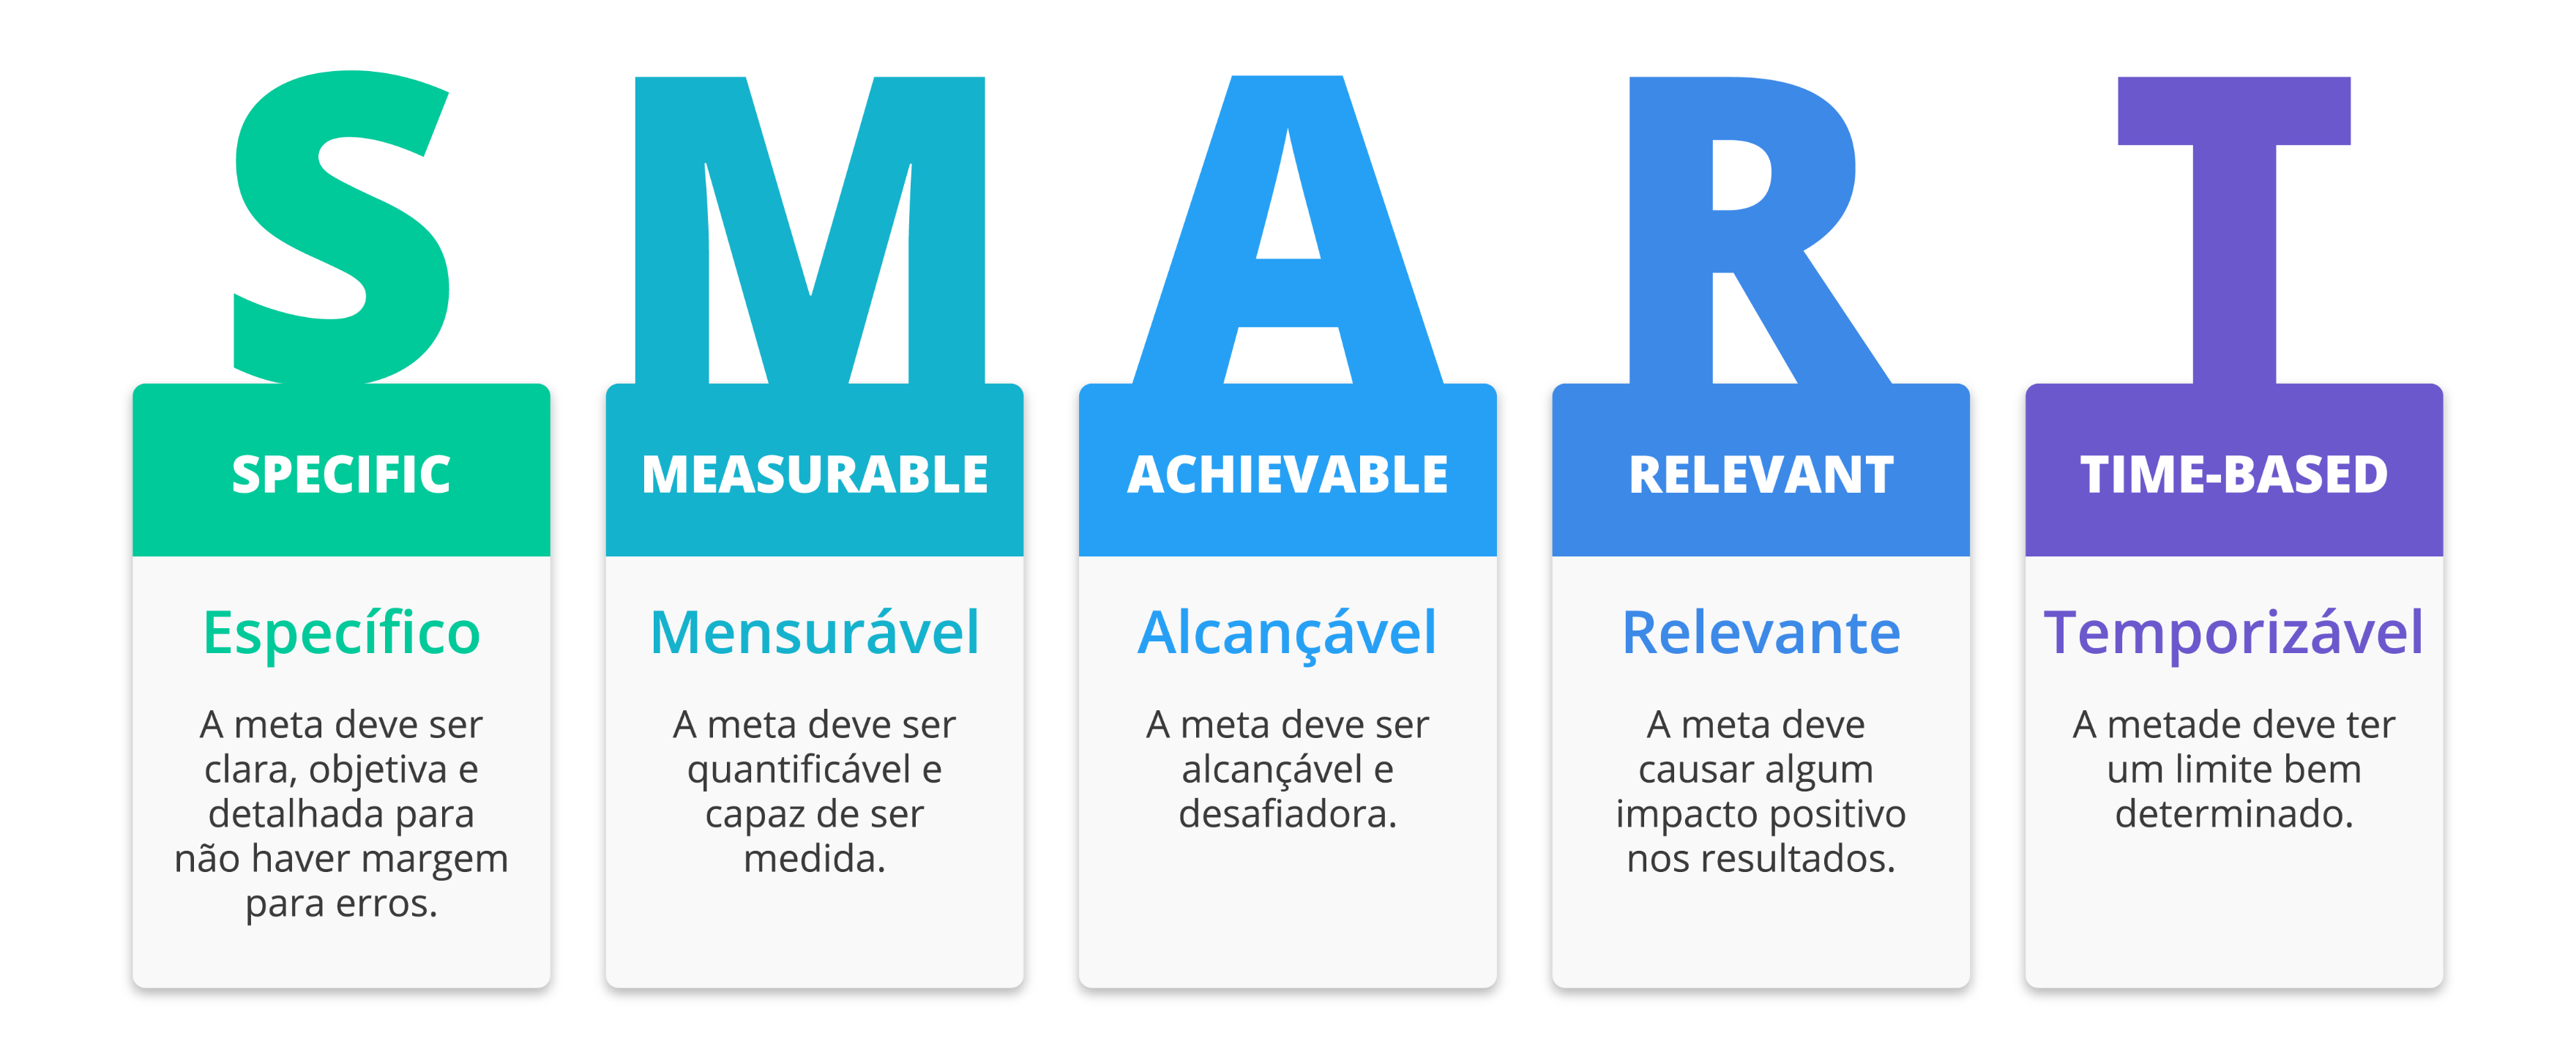 S
M
A
R
T
SPECIFIC
Específico
A meta deve ser
clara, objetiva e
detalhada para
não haver margem
para erros.
MEASURABLE
Mensurável
A meta deve ser
quantificável e
capaz de ser
medida.
ACHIEVABLE
Alcançável
A meta deve ser
alcançável e
desafiadora.
RELEVANT
Relevante
A meta deve
causar algum
impacto positivo
nos resultados.
TIME-BASED
Temporizável
A metade deve ter
um limite bem
determinado.